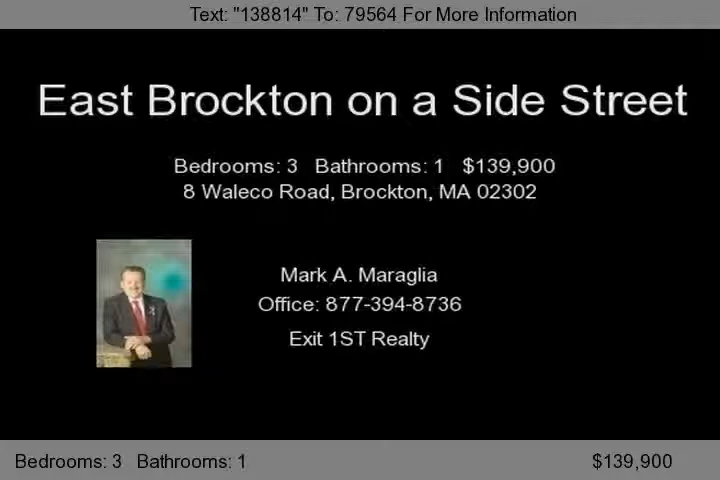 Text: "138814" To: 79564 For More Information
East Brockton on a Side Street
Bedrooms: 3 Bathrooms: 1 $139,900
8 Waleco Road, Brockton, MA 02302
Mark A. Maraglia
Office: 877-394-8736
Exit 1ST Realty
Bedrooms: 3 Bathrooms: 1 $139,900